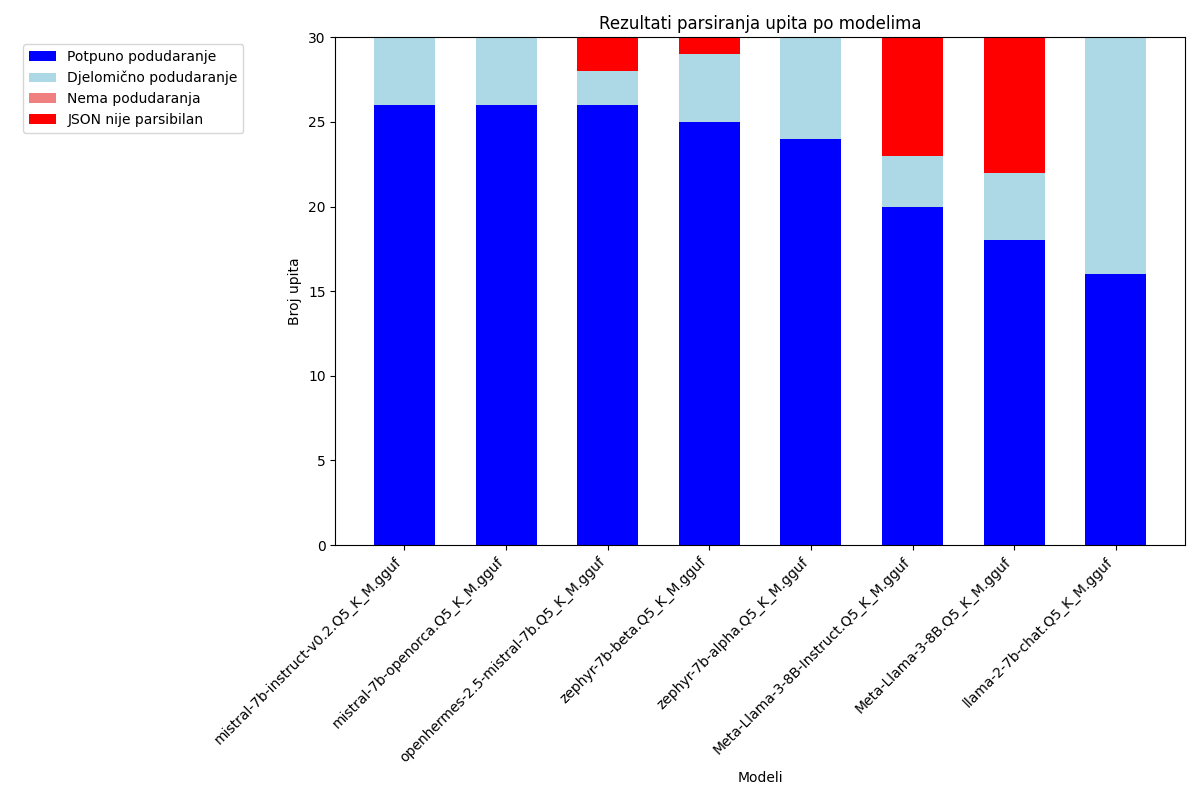 Rezultati parsiranja upita po modelima
Potpuno podudaranje
Djelomično podudaranje
Nema podudaranja
JSON nije parsibilan
Broj upita
30
25
20
15
10
5
0
mistral-7b-instruct-v0.2.Q5_K_M.gguf
mistral-7b-openorca.Q5_K_M.gguf
openhermes-2.5-mistral-7b.Q5_K_M.gguf
zephyr-7b-beta.Q5_K_M.gguf
zephyr-7b-alpha.Q5_K_M.gguf
Meta-Llama-3-8B-Instruct.Q5_K_M.gguf
Meta-Llama-3-8B.Q5_K_M.gguf
llama-2-7b-chat.Q5_K_M.gguf
Modeli